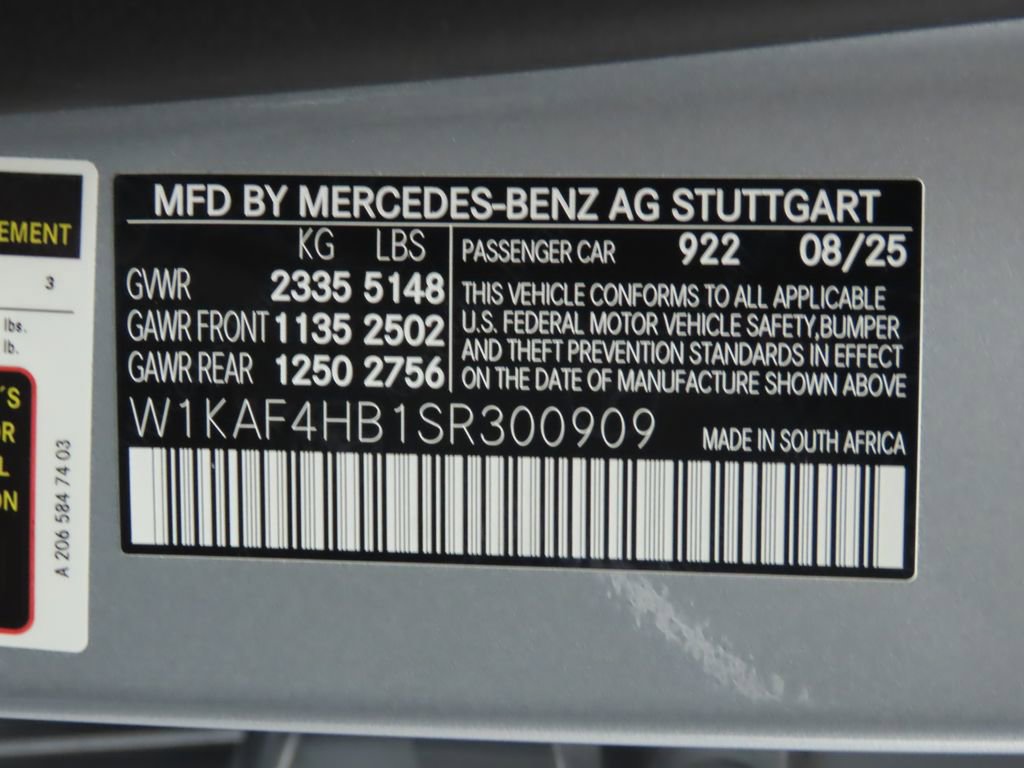 MFD BY MERCEDES-BENZ AG STUTTGART
KG LBS
GVWR 2335 5148
GAWR FRONT 1135 2502
GAWR REAR 1250 2756
PASSENGER CAR 922 08/25
THIS VEHICLE CONFORMS TO ALL APPLICABLE
U.S. FEDERAL MOTOR VEHICLE SAFETY,BUMPER
AND THEFT PREVENTION STANDARDS IN EFFECT
ON THE DATE OF MANUFACTURE SHOWN ABOVE
W1KAF4HB1SR300909
MADE IN SOUTH AFRICA
3
lbs.
lb.
A 206 584 74 03